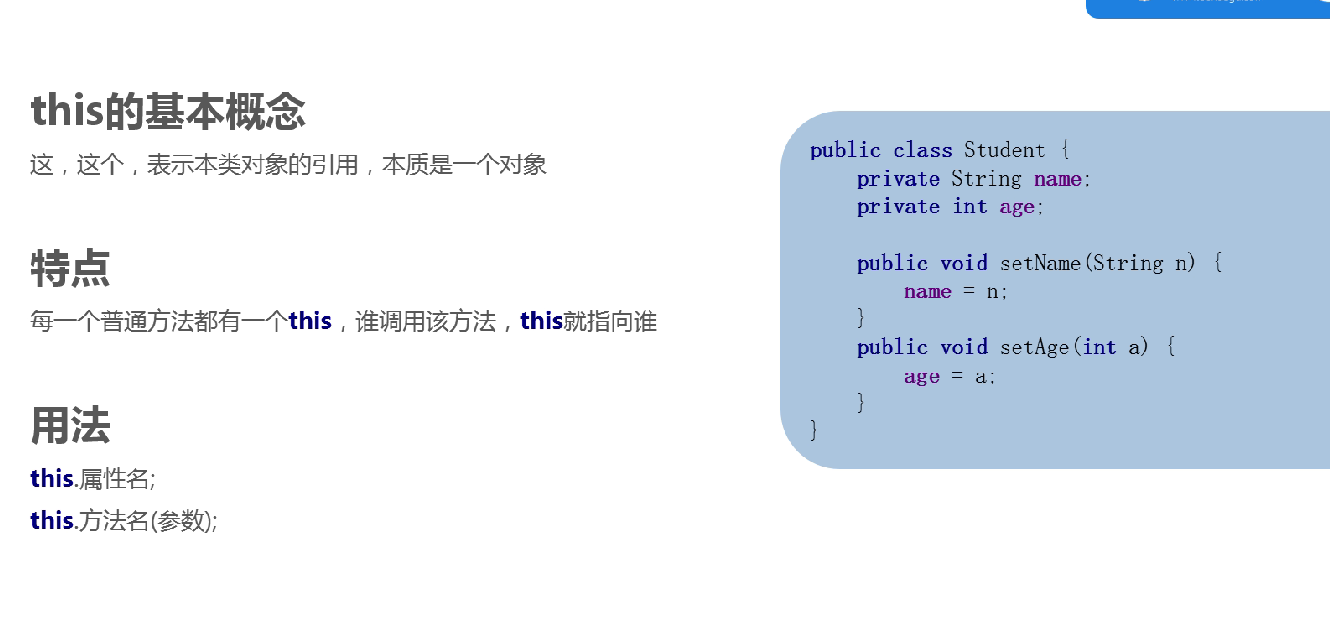 this的基本概念
这，这个，表示本类对象的引用，本质是一个对象
特点
每一个普通方法都有一个this，谁调用该方法，this就指向谁
用法
this.属性名;
this.方法名(参数);
public class Student {
private String name;
private int age;
public void setName(String n) {
name = n;
}
public void setAge(int a) {
age = a;
}
}